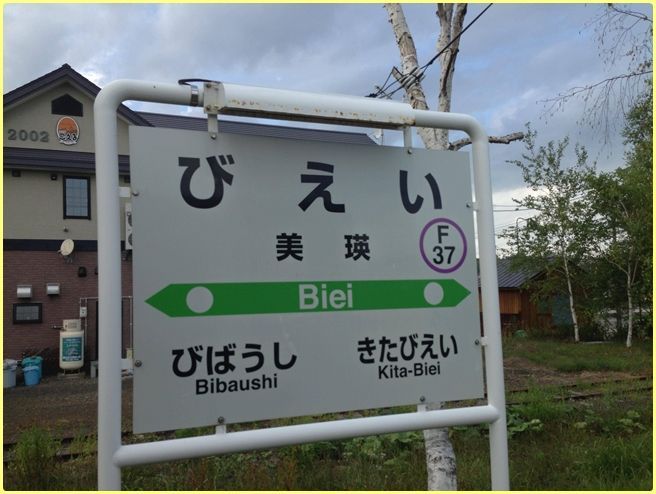 2002
びえい
美瑛
F
37
Biei
びばうし
Bibaushi
きたびえい
Kita-Biei